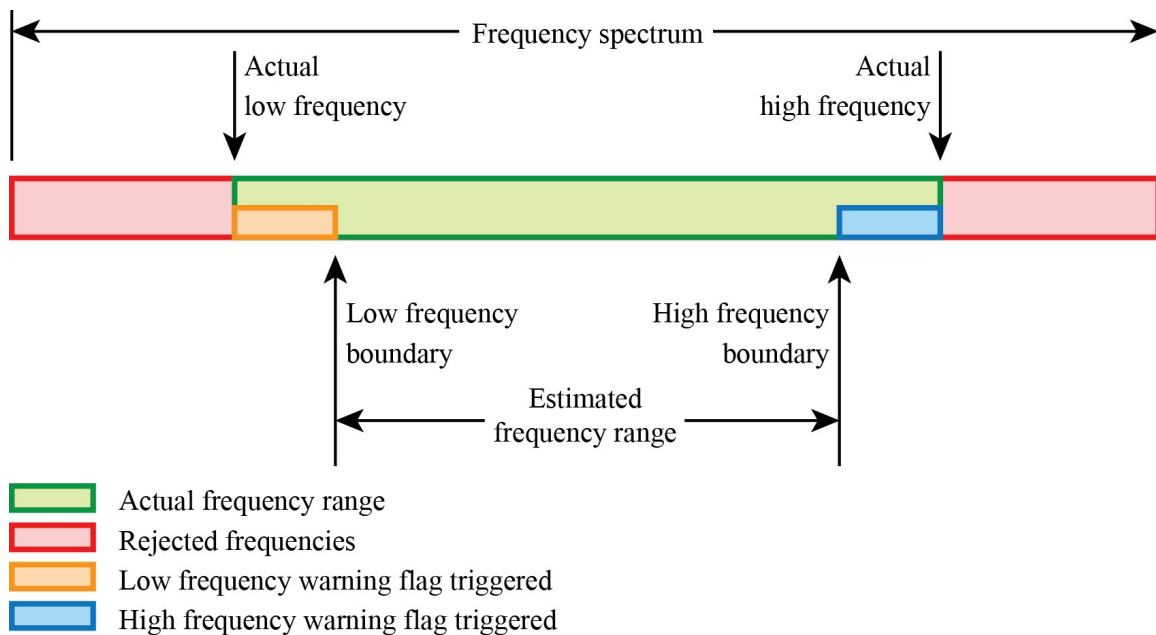 Frequency spectrum
Actual
low frequency
Actual
high frequency
Low frequency
boundary
High frequency
boundary
Estimated
frequency range
Actual frequency range
Rejected frequencies
Low frequency warning flag triggered
High frequency warning flag triggered